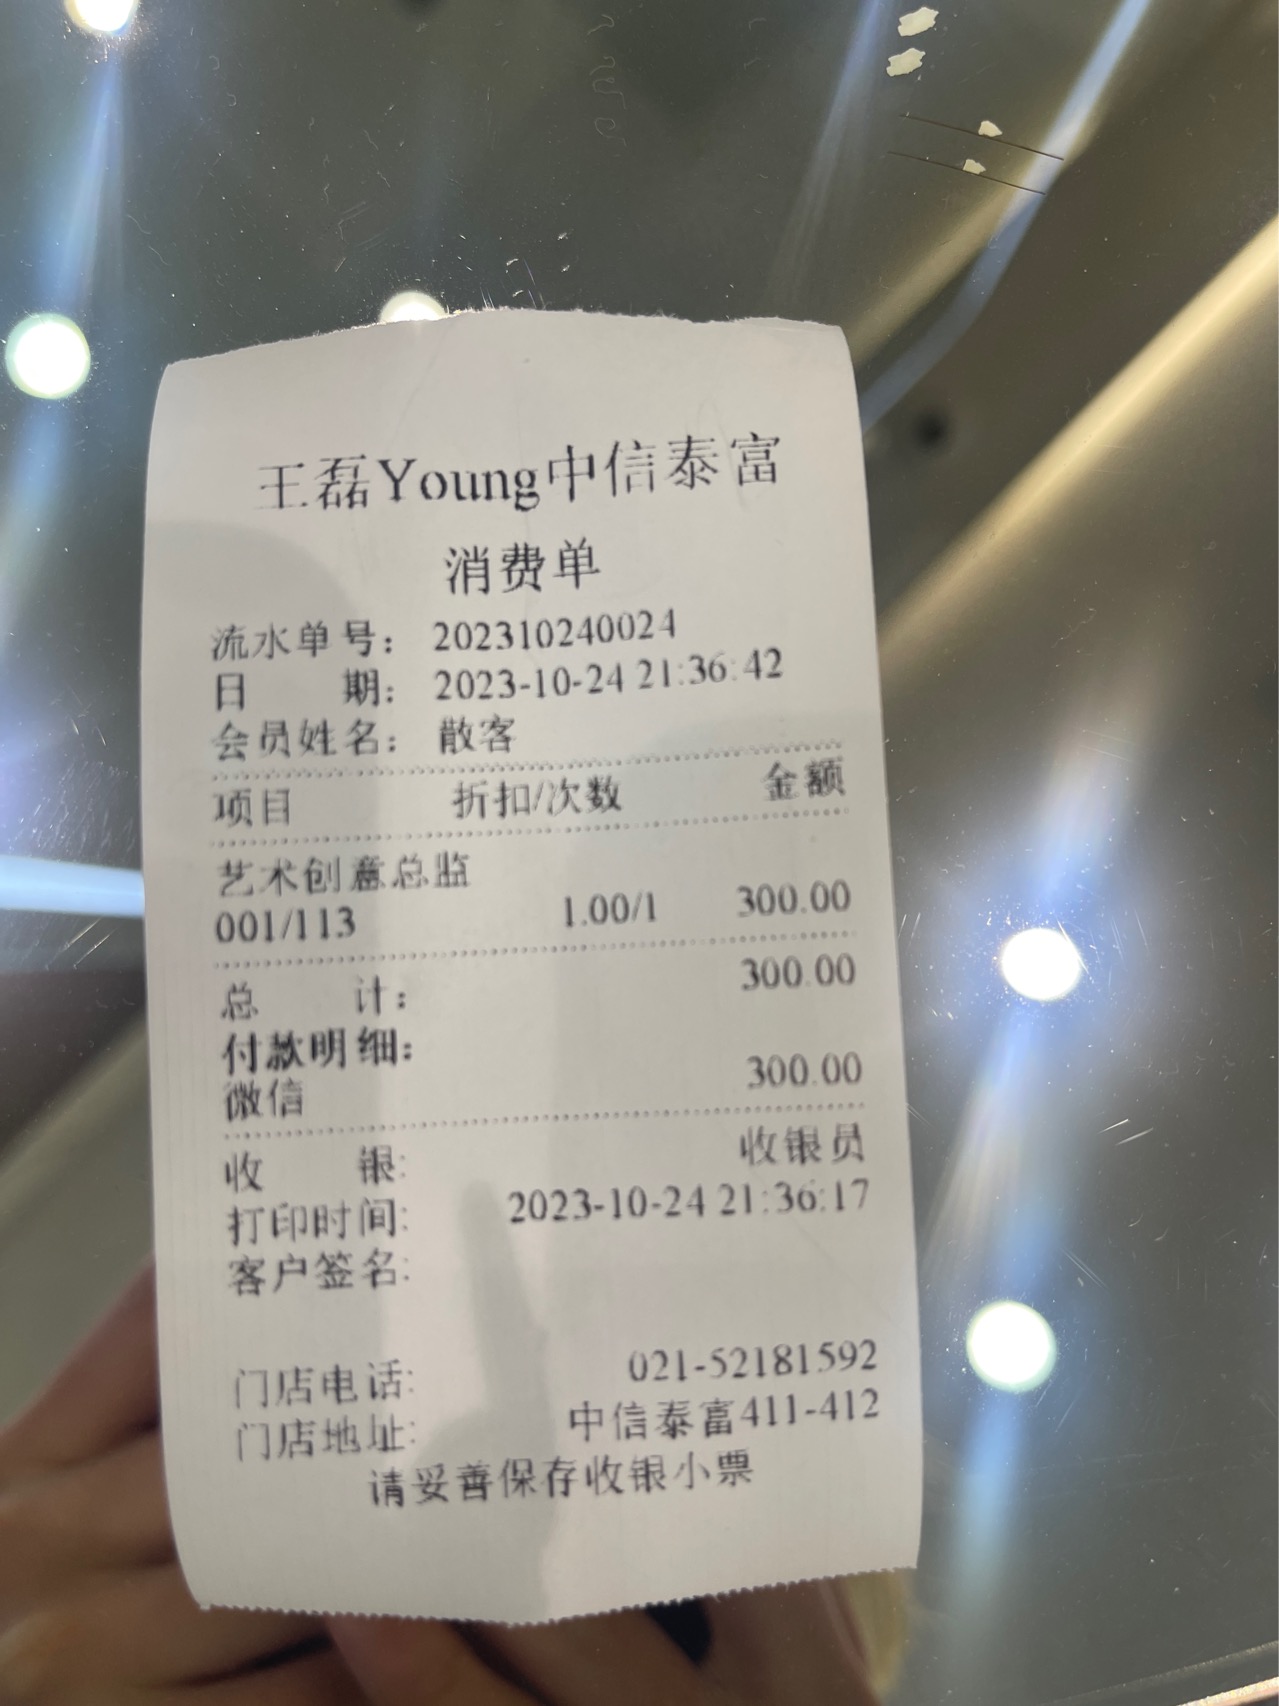 王磊Young中信泰富
消费单
流水单号： 202310240024
日 期： 2023-10-24 21:36:42
会员姓名： 散客
项目 折扣/次数 金额
艺术创意总监
001/113 1.00/1 300.00
总 计： 300.00
付款明细：
微信 300.00
收 银: 收银员
打印时间: 2023-10-24 21:36:17
客户签名:
门店电话: 021-52181592
门店地址: 中信泰富411-412
请妥善保存收银小票